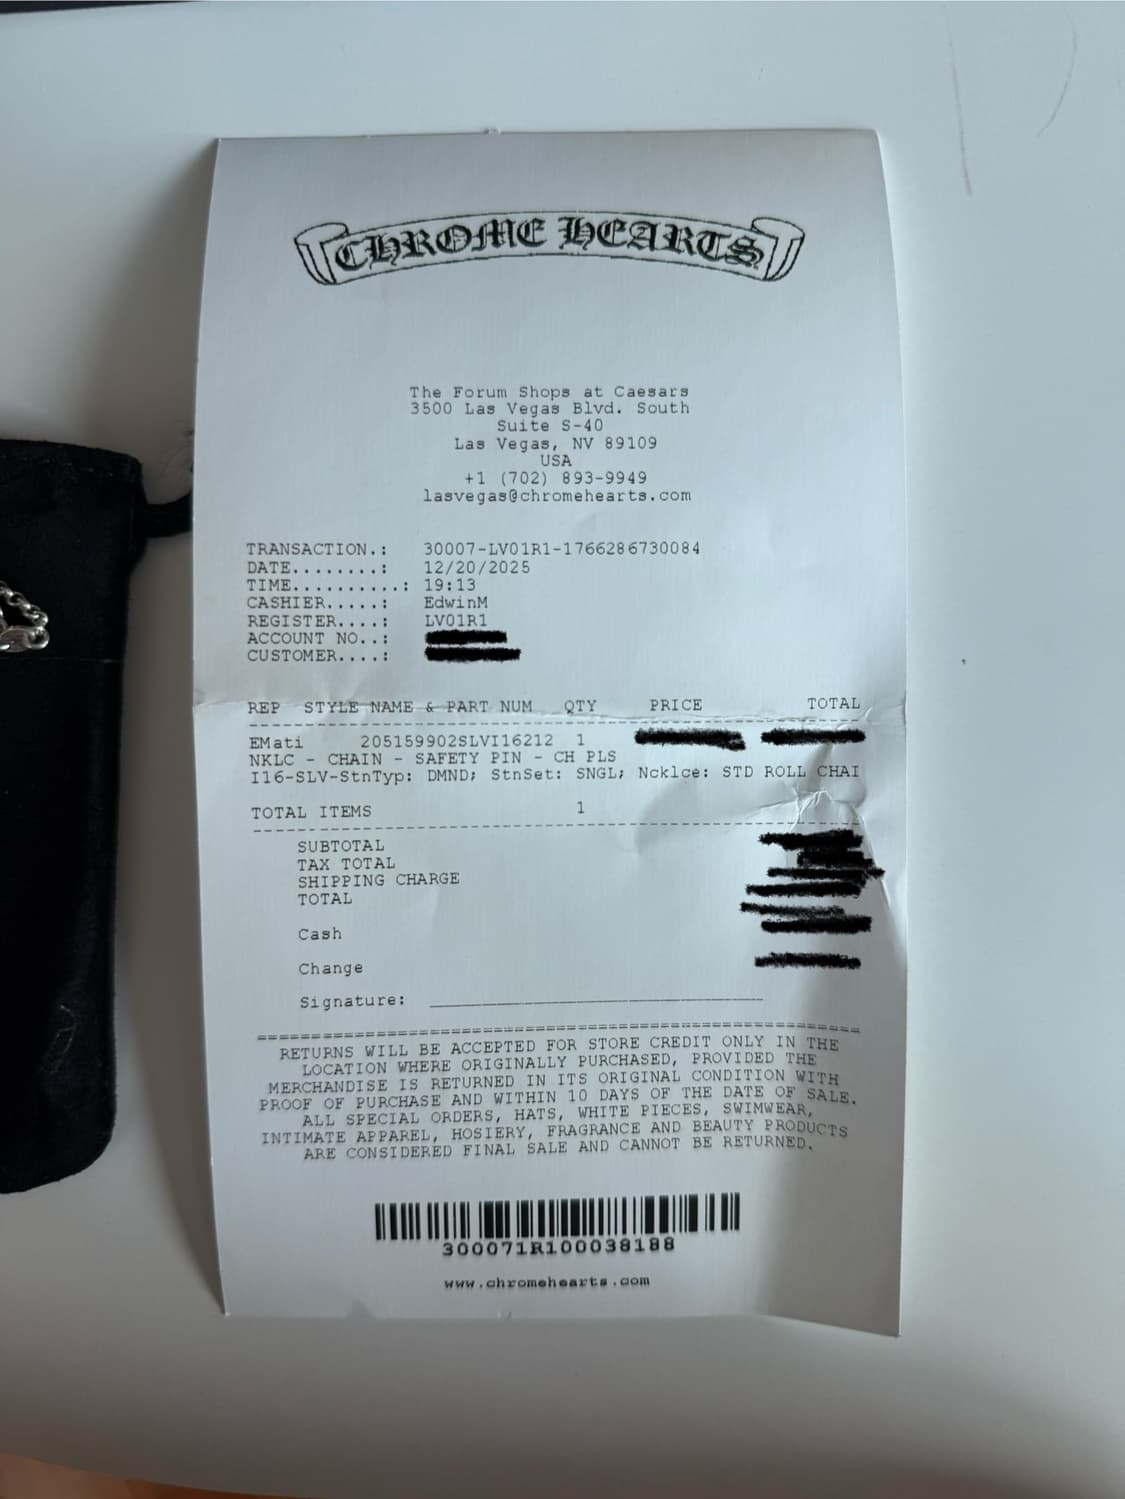 CHROME HEARTS
The Forum Shops at Caesars
3500 Las Vegas Blvd. South
Suite S-40
Las Vegas, NV 89109
USA
+1 (702) 893-9949
lasvegas@chromehearts.com
TRANSACTION.: 30007-LV01R1-1766286730084
DATE........: 12/20/2025
TIME..........: 19:13
CASHIER.....: EdwinM
REGISTER....: LV01R1
ACCOUNT NO..:
CUSTOMER....:
REP STYLE NAME & PART NUM QTY PRICE TOTAL
EMati 205159902SLVI16212 1
NKLC - CHAIN - SAFETY PIN - CH PLS
I16-SLV-StnTyp: DMND; StnSet: SNGL; Ncklce: STD ROLL CHAI
TOTAL ITEMS 1
SUBTOTAL
TAX TOTAL
SHIPPING CHARGE
TOTAL
Cash
Change
Signature:
RETURNS WILL BE ACCEPTED FOR STORE CREDIT ONLY IN THE
LOCATION WHERE ORIGINALLY PURCHASED, PROVIDED THE
MERCHANDISE IS RETURNED IN ITS ORIGINAL CONDITION WITH
PROOF OF PURCHASE AND WITHIN 10 DAYS OF THE DATE OF SALE.
ALL SPECIAL ORDERS, HATS, WHITE PIECES, SWIMWEAR,
INTIMATE APPAREL, HOSIERY, FRAGRANCE AND BEAUTY PRODUCTS
ARE CONSIDERED FINAL SALE AND CANNOT BE RETURNED.
300071R100038188
www.chromehearts.com